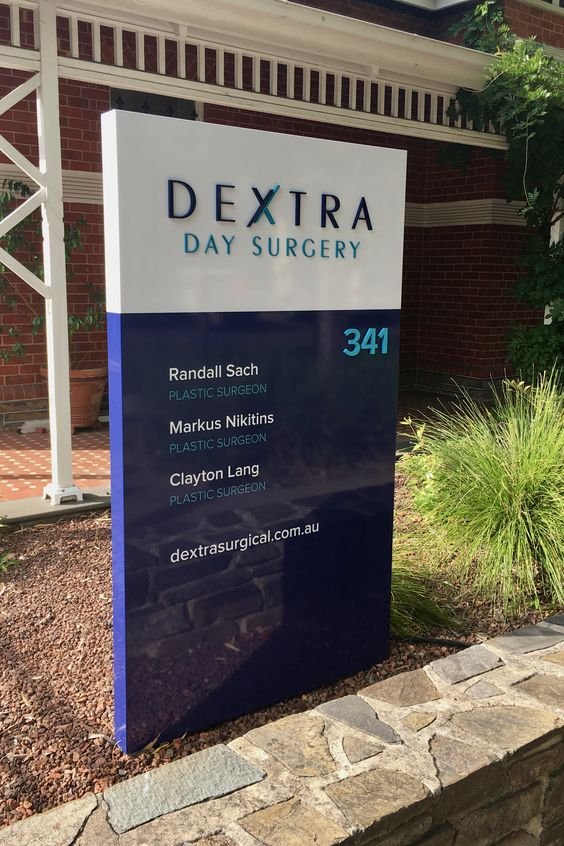 DEXTRA
DAY SURGERY
341
Randall Sach
PLASTIC SURGEON
Markus Nikitins
PLASTIC SURGEON
Clayton Lang
PLASTIC SURGEON
dextrasurgical.com.au